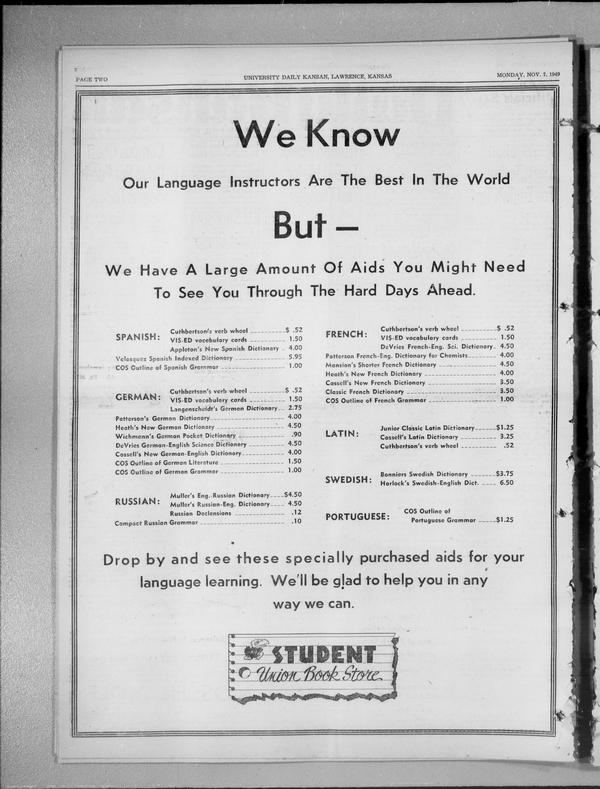 PAGE TWO
UNIVERSITY DAILY KANSAN, LAWRENCE, KANSAS
MONDAY, NOV. 7, 1949
We Know
Our Language Instructors Are The Best In The World
But —
We Have A Large Amount Of Aids You Might Need
To See You Through The Hard Days Ahead.
SPANISH:
Cuthbertson's verb wheel $ .52
VIS-ED vocabulary cards 1.50
Appleton's New Spanish Dictionary 4.00
Velasquez Spanish Indexed Dictionary 5.95
COS Outline of Spanish Grammar 1.00
GERMAN:
Cuthbertson's verb wheel $ .52
VIS-ED vocabulary cards 1.50
Langenscheidt's German Dictionary 2.75
Patterson's German Dictionary 4.00
Heath's New German Dictionary 4.50
Wichmann's German Pocket Dictionary .90
DeVries German-English Science Dictionary 4.50
Cassell's New German-English Dictionary 4.00
COS Outline of German Literature 1.50
COS Outline of German Grammar 1.00
RUSSIAN:
Muller's Eng. Russian Dictionary $4.50
Muller's Russian-Eng. Dictionary 4.50
Russian Declensions .12
Compact Russian Grammar .10
FRENCH:
Cuthbertson's verb wheel $ .52
VIS-ED vocabulary cards 1.50
DeVries French-Eng. Sci. Dictionary 4.50
Patterson French-Eng. Dictionary for Chemists 4.00
Mansion's Shorter French Dictionary 4.50
Heath's New French Dictionary 4.00
Cassell's New French Dictionary 3.50
Classic French Dictionary 3.50
COS Outline of French Grammar 1.00
LATIN:
Junior Classic Latin Dictionary $1.25
Cassell's Latin Dictionary 3.25
Cuthbertson's verb wheel .52
SWEDISH:
Bonniers Swedish Dictionary $3.75
Harlock's Swedish-English Dict. 6.50
PORTUGUESE:
COS Outline of
Portuguese Grammar $1.25
Drop by and see these specially purchased aids for your
language learning. We'll be glad to help you in any
way we can.
STUDENT
Union Book Store